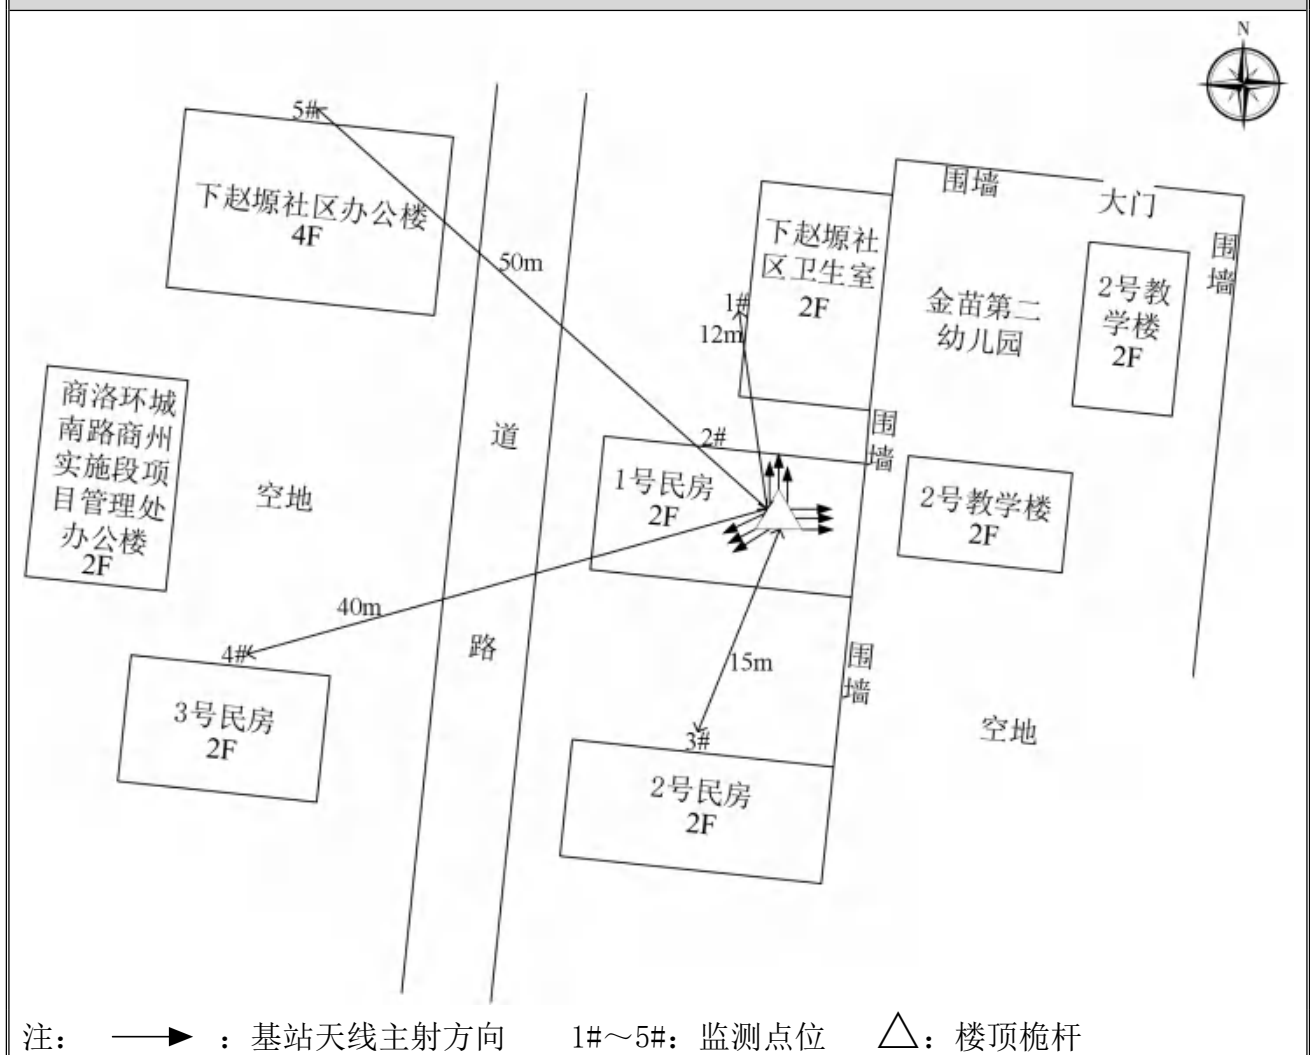 N
5#
下赵塬社区办公楼
4F
50m
围墙
大门
围
墙
下赵塬社
区卫生室
2F
1#
12m
金苗第二
幼儿园
2号教
学楼
2F
商洛环城
南路商州
实施段项
目管理处
办公楼
2F
空地
道
路
2#
1号民房
2F
围
墙
2号教学楼
2F
40m
4#
3号民房
2F
15m
围
墙
空地
3#
2号民房
2F
注： ：基站天线主射方向 1#～5#：监测点位 △：楼顶桅杆